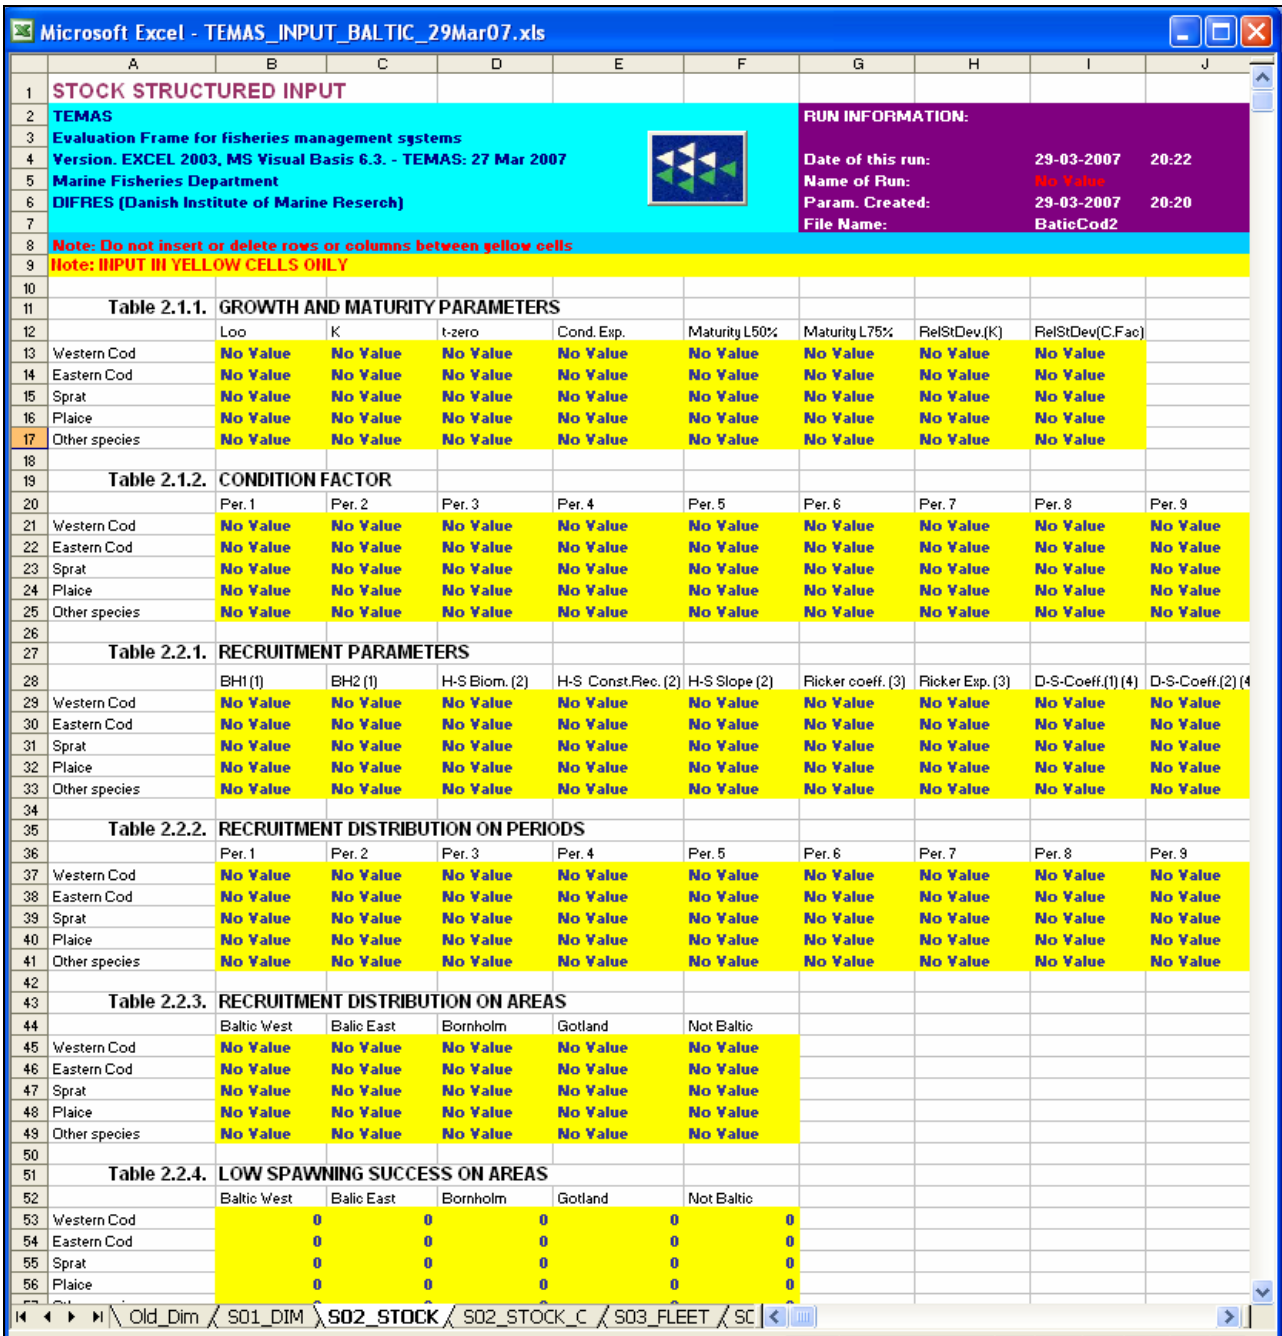 Microsoft Excel - TEMAS_INPUT_BALTIC_29Mar07.xls
A B C D E F G H I J
1 STOCK STRUCTURED INPUT
2 TEMAS RUN INFORMATION:
3 Evaluation Frame for fisheries management systems
4 Version. EXCEL 2003, MS Visual Basis 6.3. - TEMAS: 27 Mar 2007 Date of this run: 29-03-2007 20:22
5 Marine Fisheries Department Name of Run: No Value
6 DIFRES (Danish Institute of Marine Reserch) Param. Created: 29-03-2007 20:20
7 File Name: BaticCod2
8 Note: Do not insert or delete rows or columns between yellow cells
9 Note: INPUT IN YELLOW CELLS ONLY
10
11 Table 2.1.1. GROWTH AND MATURITY PARAMETERS
12 Loo K t-zero Cond. Exp. Maturity L50% Maturity L75% RelStDev.(K) RelStDev(C.Fac)
13 Western Cod No Value No Value No Value No Value No Value No Value No Value No Value
14 Eastern Cod No Value No Value No Value No Value No Value No Value No Value No Value
15 Sprat No Value No Value No Value No Value No Value No Value No Value No Value
16 Plaice No Value No Value No Value No Value No Value No Value No Value No Value
17 Other species No Value No Value No Value No Value No Value No Value No Value No Value
18
19 Table 2.1.2. CONDITION FACTOR
20 Per. 1 Per. 2 Per. 3 Per. 4 Per. 5 Per. 6 Per. 7 Per. 8 Per. 9
21 Western Cod No Value No Value No Value No Value No Value No Value No Value No Value No Value
22 Eastern Cod No Value No Value No Value No Value No Value No Value No Value No Value No Value
23 Sprat No Value No Value No Value No Value No Value No Value No Value No Value No Value
24 Plaice No Value No Value No Value No Value No Value No Value No Value No Value No Value
25 Other species No Value No Value No Value No Value No Value No Value No Value No Value No Value
26
27 Table 2.2.1. RECRUITMENT PARAMETERS
28 BH1 (1) BH2 (1) H-S Biom. (2) H-S Const.Rec. (2) H-S Slope (2) Ricker coeff. (3) Ricker Exp. (3) D-S-Coeff.(1) (4) D-S-Coeff.(2) (4
29 Western Cod No Value No Value No Value No Value No Value No Value No Value No Value No Value
30 Eastern Cod No Value No Value No Value No Value No Value No Value No Value No Value No Value
31 Sprat No Value No Value No Value No Value No Value No Value No Value No Value No Value
32 Plaice No Value No Value No Value No Value No Value No Value No Value No Value No Value
33 Other species No Value No Value No Value No Value No Value No Value No Value No Value No Value
34
35 Table 2.2.2. RECRUITMENT DISTRIBUTION ON PERIODS
36 Per. 1 Per. 2 Per. 3 Per. 4 Per. 5 Per. 6 Per. 7 Per. 8 Per. 9
37 Western Cod No Value No Value No Value No Value No Value No Value No Value No Value No Value
38 Eastern Cod No Value No Value No Value No Value No Value No Value No Value No Value No Value
39 Sprat No Value No Value No Value No Value No Value No Value No Value No Value No Value
40 Plaice No Value No Value No Value No Value No Value No Value No Value No Value No Value
41 Other species No Value No Value No Value No Value No Value No Value No Value No Value No Value
42
43 Table 2.2.3. RECRUITMENT DISTRIBUTION ON AREAS
44 Baltic West Balic East Bornholm Gotland Not Baltic
45 Western Cod No Value No Value No Value No Value No Value
46 Eastern Cod No Value No Value No Value No Value No Value
47 Sprat No Value No Value No Value No Value No Value
48 Plaice No Value No Value No Value No Value No Value
49 Other species No Value No Value No Value No Value No Value
50
51 Table 2.2.4. LOW SPAWNING SUCCESS ON AREAS
52 Baltic West Balic East Bornholm Gotland Not Baltic
53 Western Cod 0 0 0 0 0
54 Eastern Cod 0 0 0 0 0
55 Sprat 0 0 0 0 0
56 Plaice 0 0 0 0 0
Old_Dim S01_DIM S02_STOCK S02_STOCK_C S03_FLEET